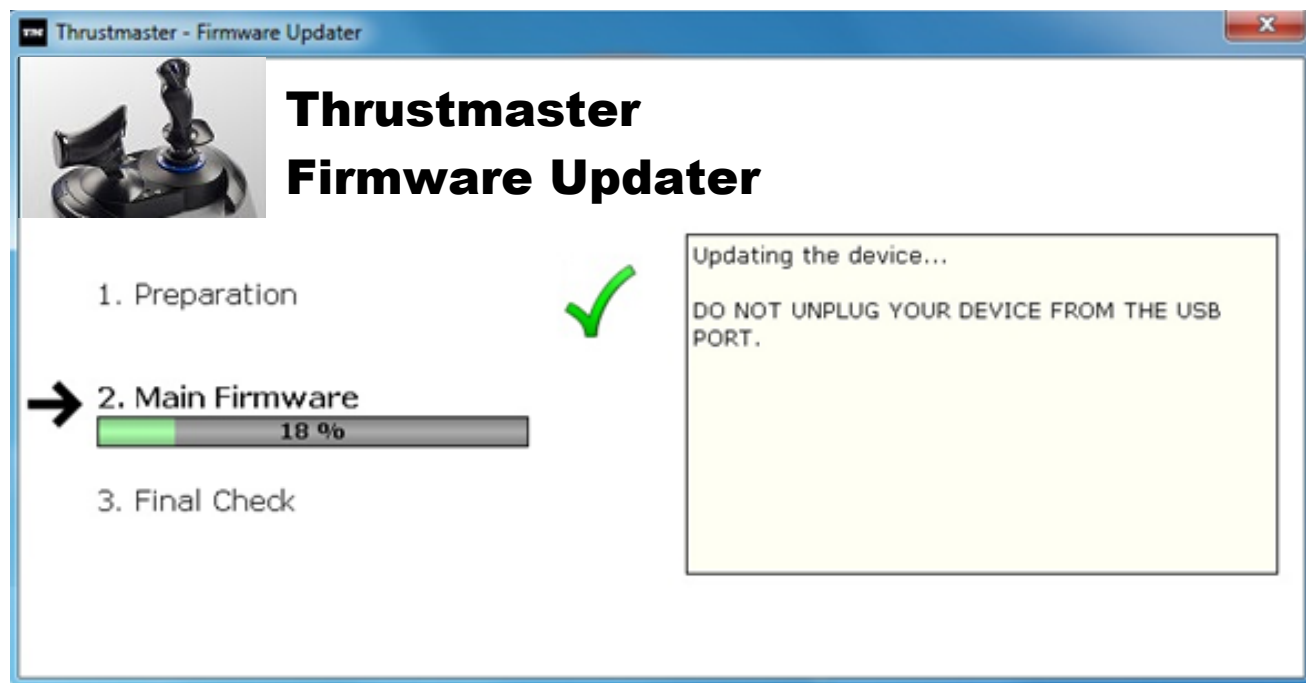 Thrustmaster - Firmware Updater
Thrustmaster
Firmware Updater
1. Preparation
2. Main Firmware
18 %
3. Final Check
Updating the device...
DO NOT UNPLUG YOUR DEVICE FROM THE USB
PORT.